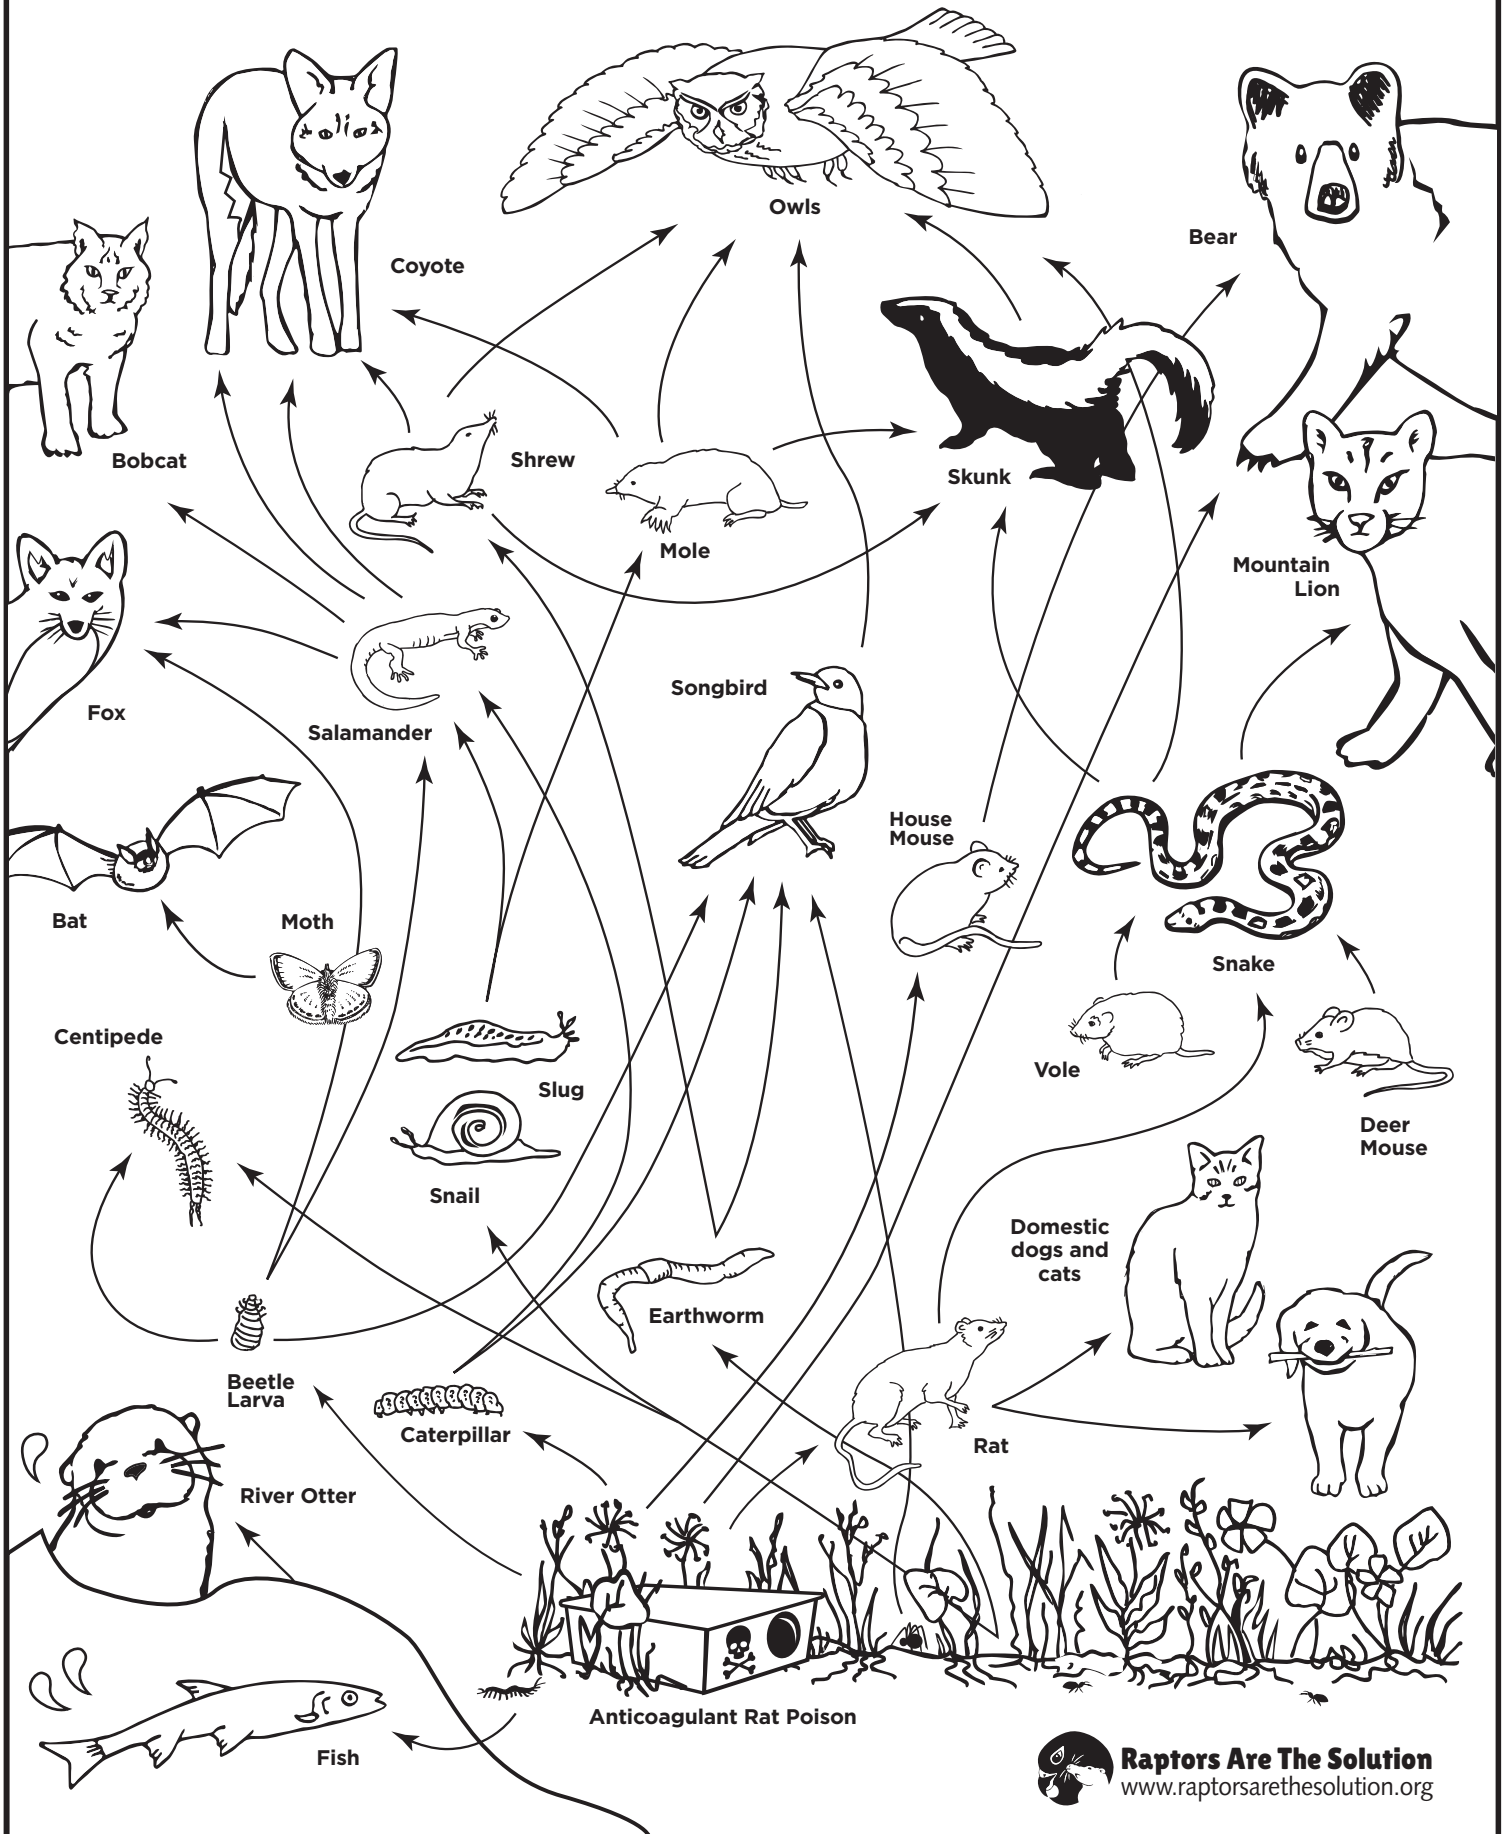 Owls
Bear
Coyote
Bobcat
Shrew
Skunk
Mole
Mountain
Lion
Songbird
Fox
Salamander
House
Mouse
Bat
Moth
Snake
Centipede
Vole
Slug
Deer
Mouse
Snail
Domestic
dogs and
cats
Earthworm
Beetle
Larva
Caterpillar
Rat
River Otter
Anticoagulant Rat Poison
Fish
Raptors Are The Solution
www.raptorsarethesolution.org